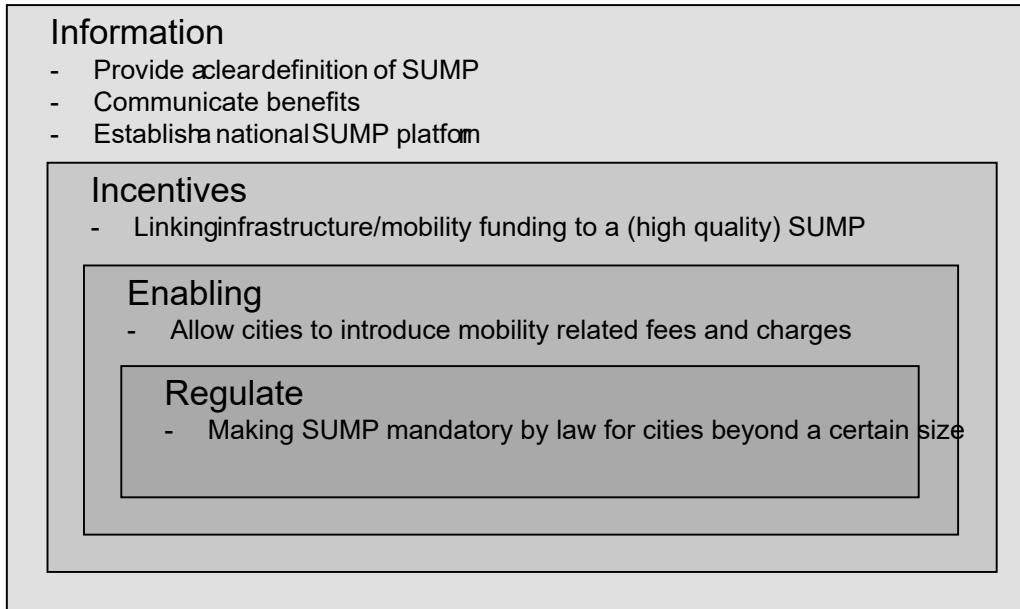 Information
- Provide a clear definition of SUMP
- Communicate benefits
- Establish a national SUMP platform
Incentives
- Linking infrastructure/mobility funding to a (high quality) SUMP
Enabling
- Allow cities to introduce mobility related fees and charges
Regulate
- Making SUMP mandatory by law for cities beyond a certain size